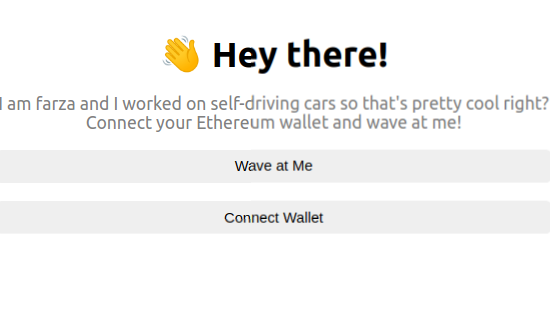 👋 Hey there!
I am farza and I worked on self-driving cars so that's pretty cool right?
Connect your Ethereum wallet and wave at me!
Wave at Me
Connect Wallet